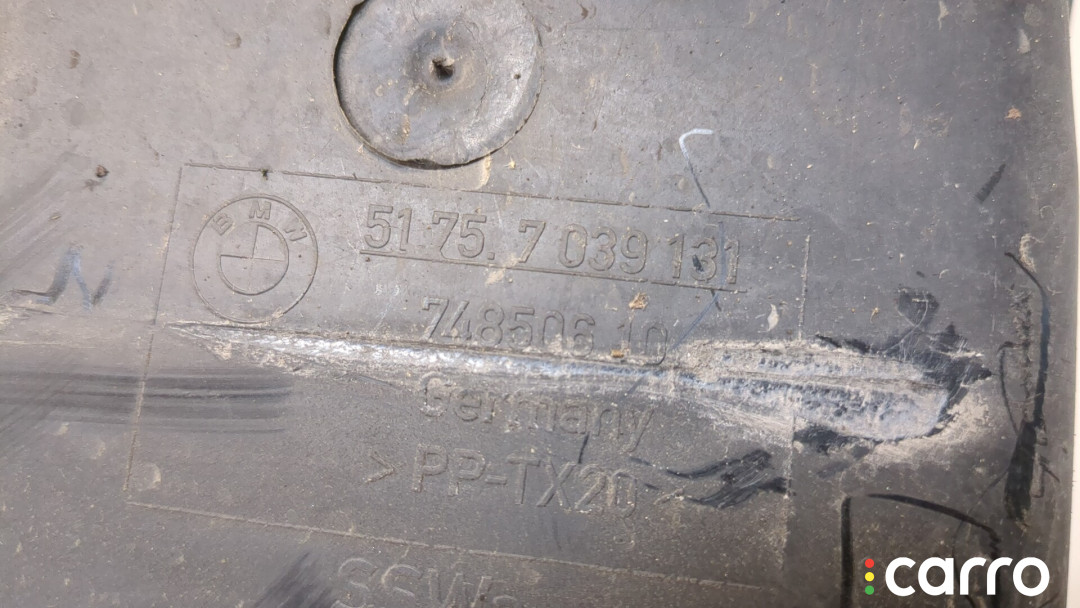 BMW
51 75. 7 039 131
748506 10
Germany
> PP-TX20 <
carro